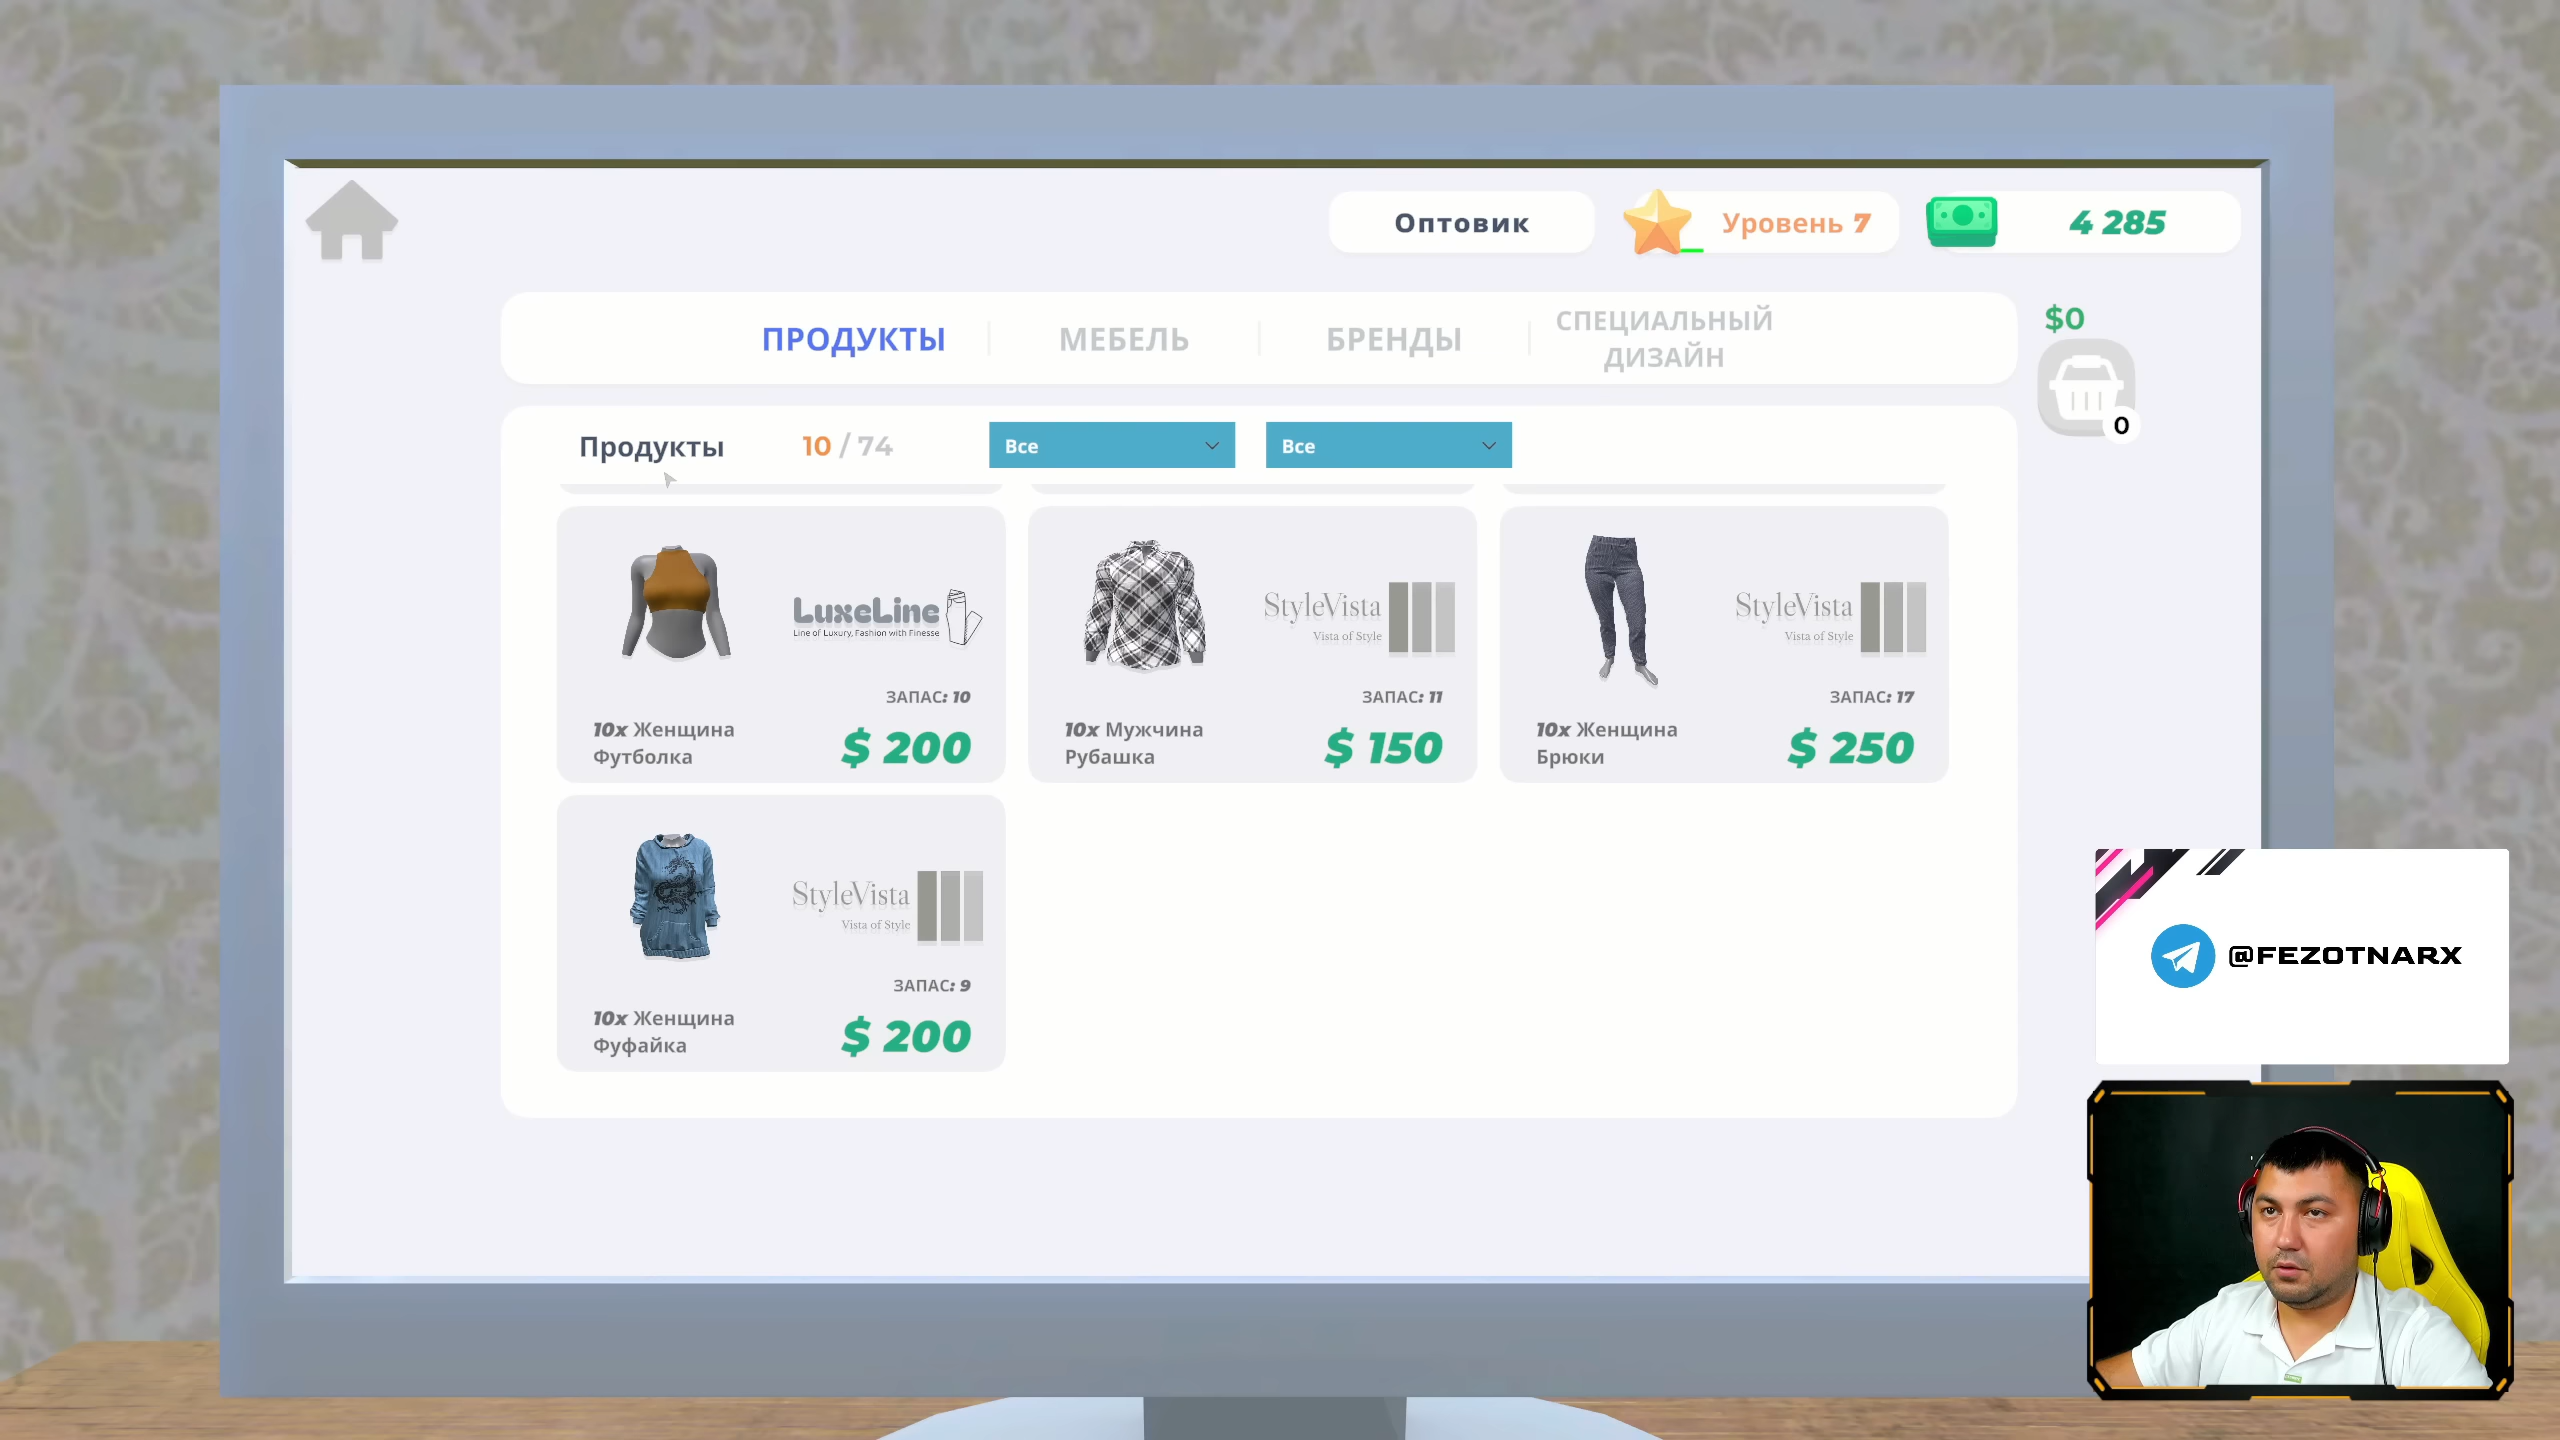 Оптовик
Уровень 7
4 285
ПРОДУКТЫ
МЕБЕЛЬ
БРЕНДЫ
СПЕЦИАЛЬНЫЙ
ДИЗАЙН
$0
0
Продукты
10 / 74
Все
Все
LuxeLine
Line of Luxury, Fashion with Finesse
ЗАПАС: 10
10x Женщина
Футболка
$ 200
StyleVista
Vista of Style
ЗАПАС: 11
10x Мужчина
Рубашка
$ 150
StyleVista
Vista of Style
ЗАПАС: 17
10x Женщина
Брюки
$ 250
StyleVista
Vista of Style
ЗАПАС: 9
10x Женщина
Фуфайка
$ 200
@FEZOTNARX